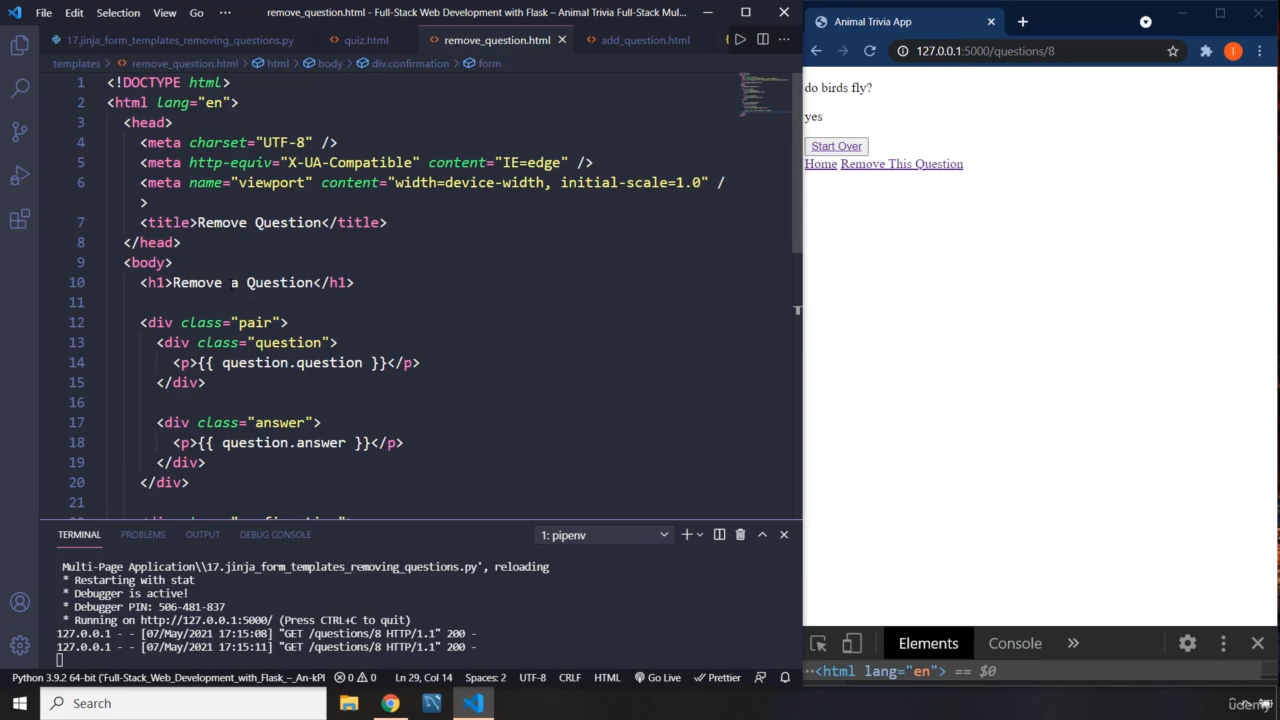 File Edit Selection View Go ··· remove_question.html - Full-Stack Web Development with Flask – Animal Trivia Full-Stack Mul...
17.jinja_form_templates_removing_questions.py quiz.html remove_question.html add_question.html
templates > remove_question.html > html > body > div.confirmation > form
1 <!DOCTYPE html>
2 <html lang="en">
3 <head>
4 <meta charset="UTF-8" />
5 <meta http-equiv="X-UA-Compatible" content="IE=edge" />
6 <meta name="viewport" content="width=device-width, initial-scale=1.0" /
>
7 <title>Remove Question</title>
8 </head>
9 <body>
10 <h1>Remove a Question</h1>
11
12 <div class="pair">
13 <div class="question">
14 <p>{{ question.question }}</p>
15 </div>
16
17 <div class="answer">
18 <p>{{ question.answer }}</p>
19 </div>
20 </div>
21
TERMINAL PROBLEMS OUTPUT DEBUG CONSOLE 1: pipenv
Multi-Page Application\\17.jinja_form_templates_removing_questions.py', reloading
* Restarting with stat
* Debugger is active!
* Debugger PIN: 506-481-837
* Running on http://127.0.0.1:5000/ (Press CTRL+C to quit)
127.0.0.1 - - [07/May/2021 17:15:08] "GET /questions/8 HTTP/1.1" 200 -
127.0.0.1 - - [07/May/2021 17:15:11] "GET /questions/8 HTTP/1.1" 200 -
Python 3.9.2 64-bit ('Full-Stack_Web_Development_with_Flask_–_An-kPI 0 0 Ln 29, Col 14 Spaces: 2 UTF-8 CRLF HTML Go Live Prettier
Search
Animal Trivia App
127.0.0.1:5000/questions/8
I
do birds fly?
yes
Start Over
Home Remove This Question
Elements Console »
··<html lang="en"> == $0
udemy